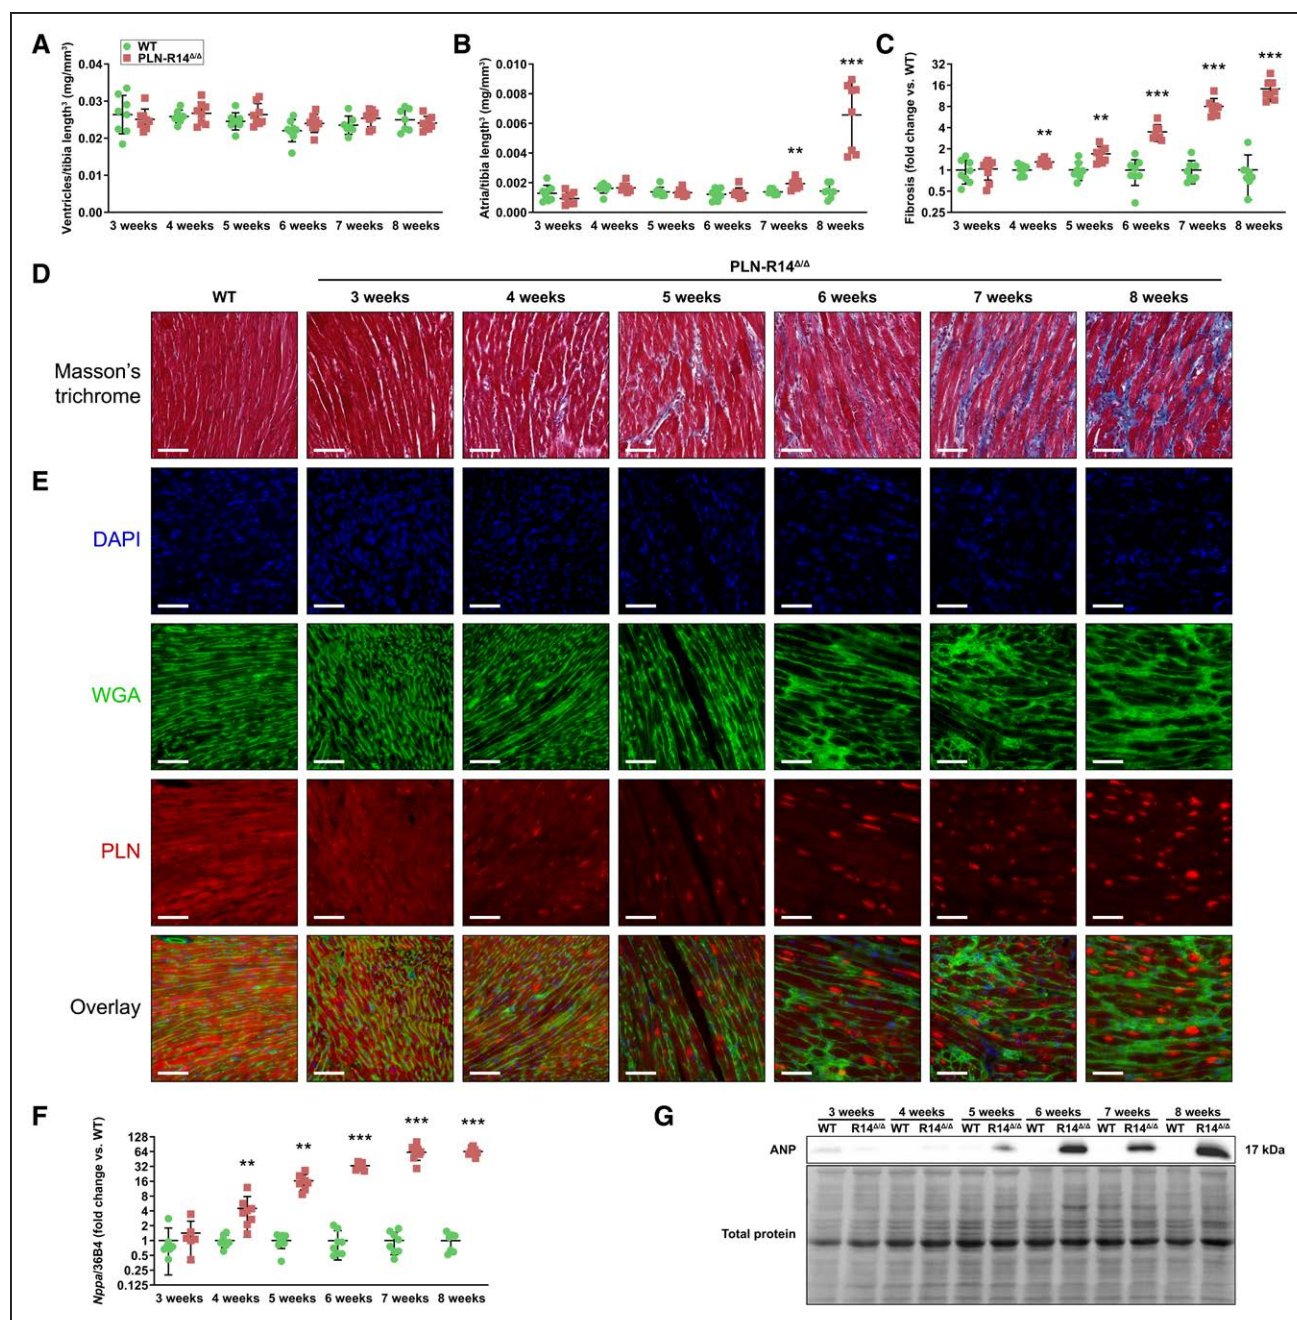 A
WT
PLN-R14Δ/Δ
Ventricles/tibia length³ (mg/mm³)
0.04
0.03
0.02
0.01
0.00
3 weeks 4 weeks 5 weeks 6 weeks 7 weeks 8 weeks
B
Atria/tibia length³ (mg/mm³)
0.010
0.008
0.006
0.004
0.002
0.000
** ***
3 weeks 4 weeks 5 weeks 6 weeks 7 weeks 8 weeks
C
Fibrosis (fold change vs. WT)
32
16
8
4
2
1
0.5
0.25
** ** *** *** ***
3 weeks 4 weeks 5 weeks 6 weeks 7 weeks 8 weeks
D
PLN-R14Δ/Δ
WT 3 weeks 4 weeks 5 weeks 6 weeks 7 weeks 8 weeks
Masson's
trichrome
E
DAPI
WGA
PLN
Overlay
F
Nppa/36B4 (fold change vs. WT)
128
64
32
16
8
4
2
1
0.5
0.25
0.125
** ** *** *** ***
3 weeks 4 weeks 5 weeks 6 weeks 7 weeks 8 weeks
G
3 weeks 4 weeks 5 weeks 6 weeks 7 weeks 8 weeks
WT R14Δ/Δ WT R14Δ/Δ WT R14Δ/Δ WT R14Δ/Δ WT R14Δ/Δ WT R14Δ/Δ
ANP 17 kDa
Total protein